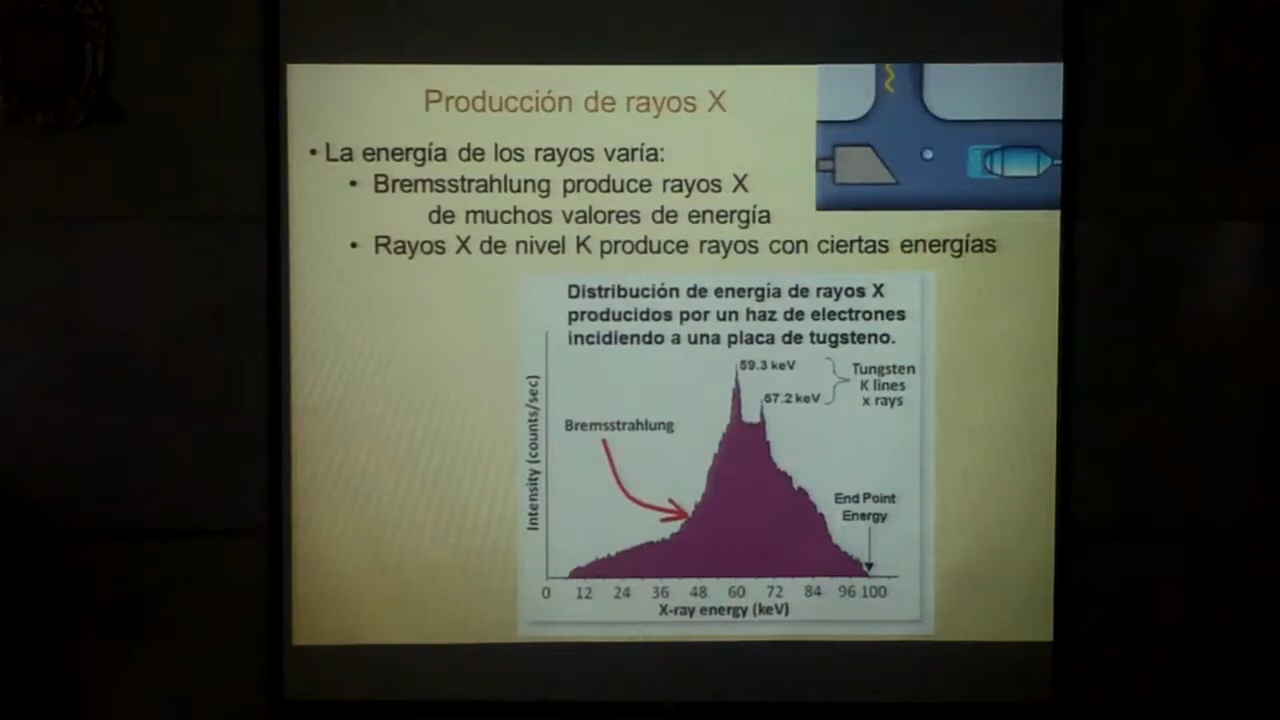 Producción de rayos X
• La energía de los rayos varía:
• Bremsstrahlung produce rayos X
de muchos valores de energía
• Rayos X de nivel K produce rayos con ciertas energías
Distribución de energía de rayos X
producidos por un haz de electrones
incidiendo a una placa de tugsteno.
59.3 keV
67.2 keV
Tungsten
K lines
x rays
Bremsstrahlung
End Point
Energy
Intensity (counts/sec)
0 12 24 36 48 60 72 84 96 100
X-ray energy (keV)